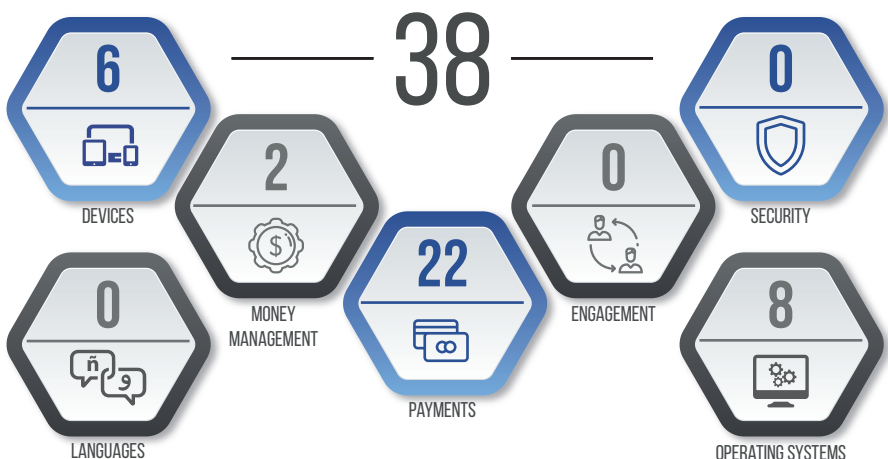 38
6
DEVICES
2
MONEY
MANAGEMENT
22
PAYMENTS
0
ENGAGEMENT
0
SECURITY
0
ñ
و
LANGUAGES
8
OPERATING SYSTEMS
$